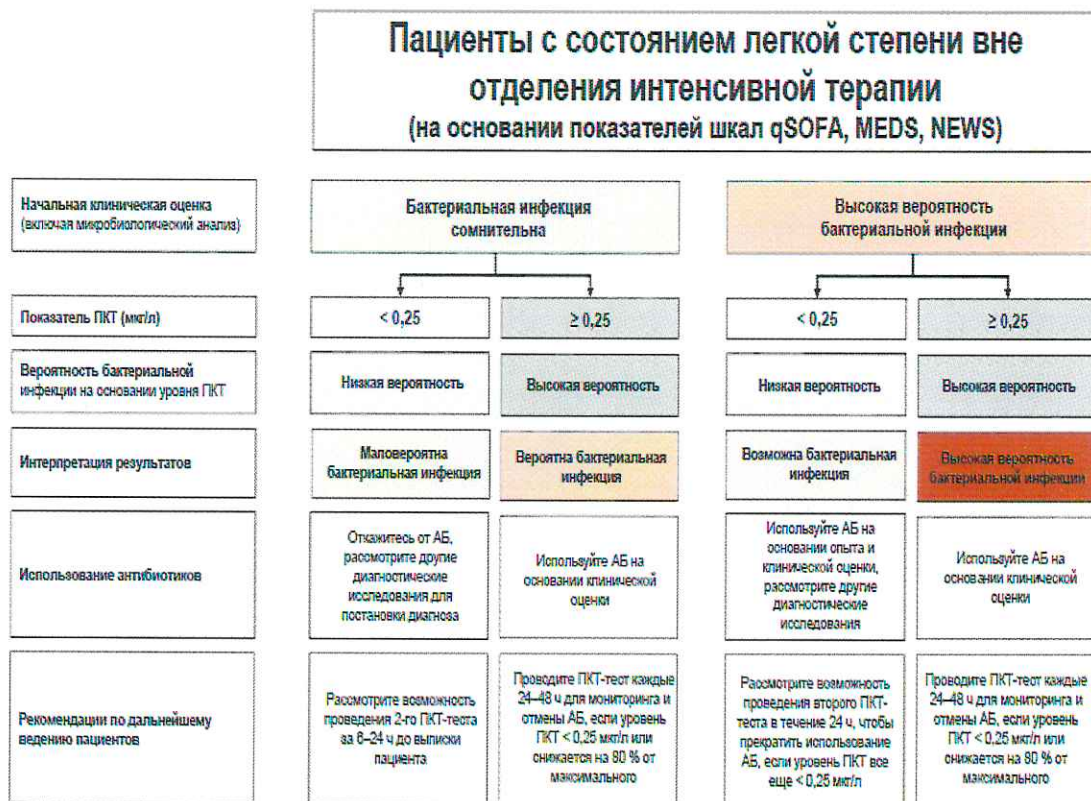 Пациенты с состоянием легкой степени вне
отделения интенсивной терапии
(на основании показателей шкал qSOFA, MEDS, NEWS)
Начальная клиническая оценка
(включая микробиологический анализ)
Бактериальная инфекция
сомнительна
Высокая вероятность
бактериальной инфекции
Показатель ПКТ (мкг/л)
< 0,25
≥ 0,25
< 0,25
≥ 0,25
Вероятность бактериальной
инфекции на основании уровня ПКТ
Низкая вероятность
Высокая вероятность
Низкая вероятность
Высокая вероятность
Интерпретация результатов
Маловероятна
бактериальная инфекция
Вероятна бактериальная
инфекция
Возможна бактериальная
инфекция
Высокая вероятность
бактериальной инфекции
Использование антибиотиков
Откажитесь от АБ,
рассмотрите другие
диагностические
исследования для
постановки диагноза
Используйте АБ на
основании клинической
оценки
Используйте АБ на
основании опыта и
клинической оценки,
рассмотрите другие
диагностические
исследования
Используйте АБ на
основании клинической
оценки
Рекомендации по дальнейшему
ведению пациентов
Рассмотрите возможность
проведения 2-го ПКТ-теста
за 6–24 ч до выписки
пациента
Проводите ПКТ-тест каждые
24–48 ч для мониторинга и
отмены АБ, если уровень
ПКТ < 0,25 мкг/л или
снижается на 80 % от
максимального
Рассмотрите возможность
проведения второго ПКТ-
теста в течение 24 ч, чтобы
прекратить использование
АБ, если уровень ПКТ все
еще < 0,25 мкг/л
Проводите ПКТ-тест каждые
24–48 ч для мониторинга и
отмены АБ, если уровень
ПКТ < 0,25 мкг/л или
снижается на 80 % от
максимального